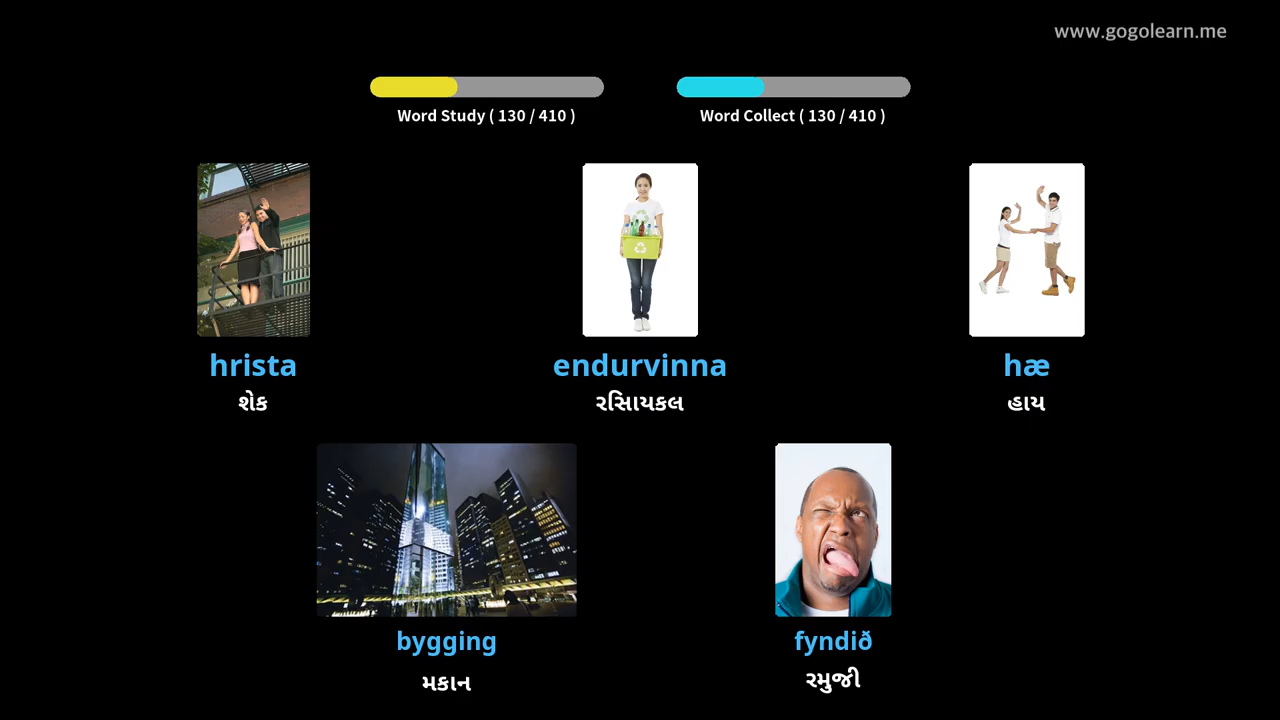 www.gogolearn.me
Word Study ( 130 / 410 )
Word Collect ( 130 / 410 )
hrista
શેક
endurvinna
રસિાયકલ
hæ
હાય
bygging
મકાન
fyndið
રમુજી